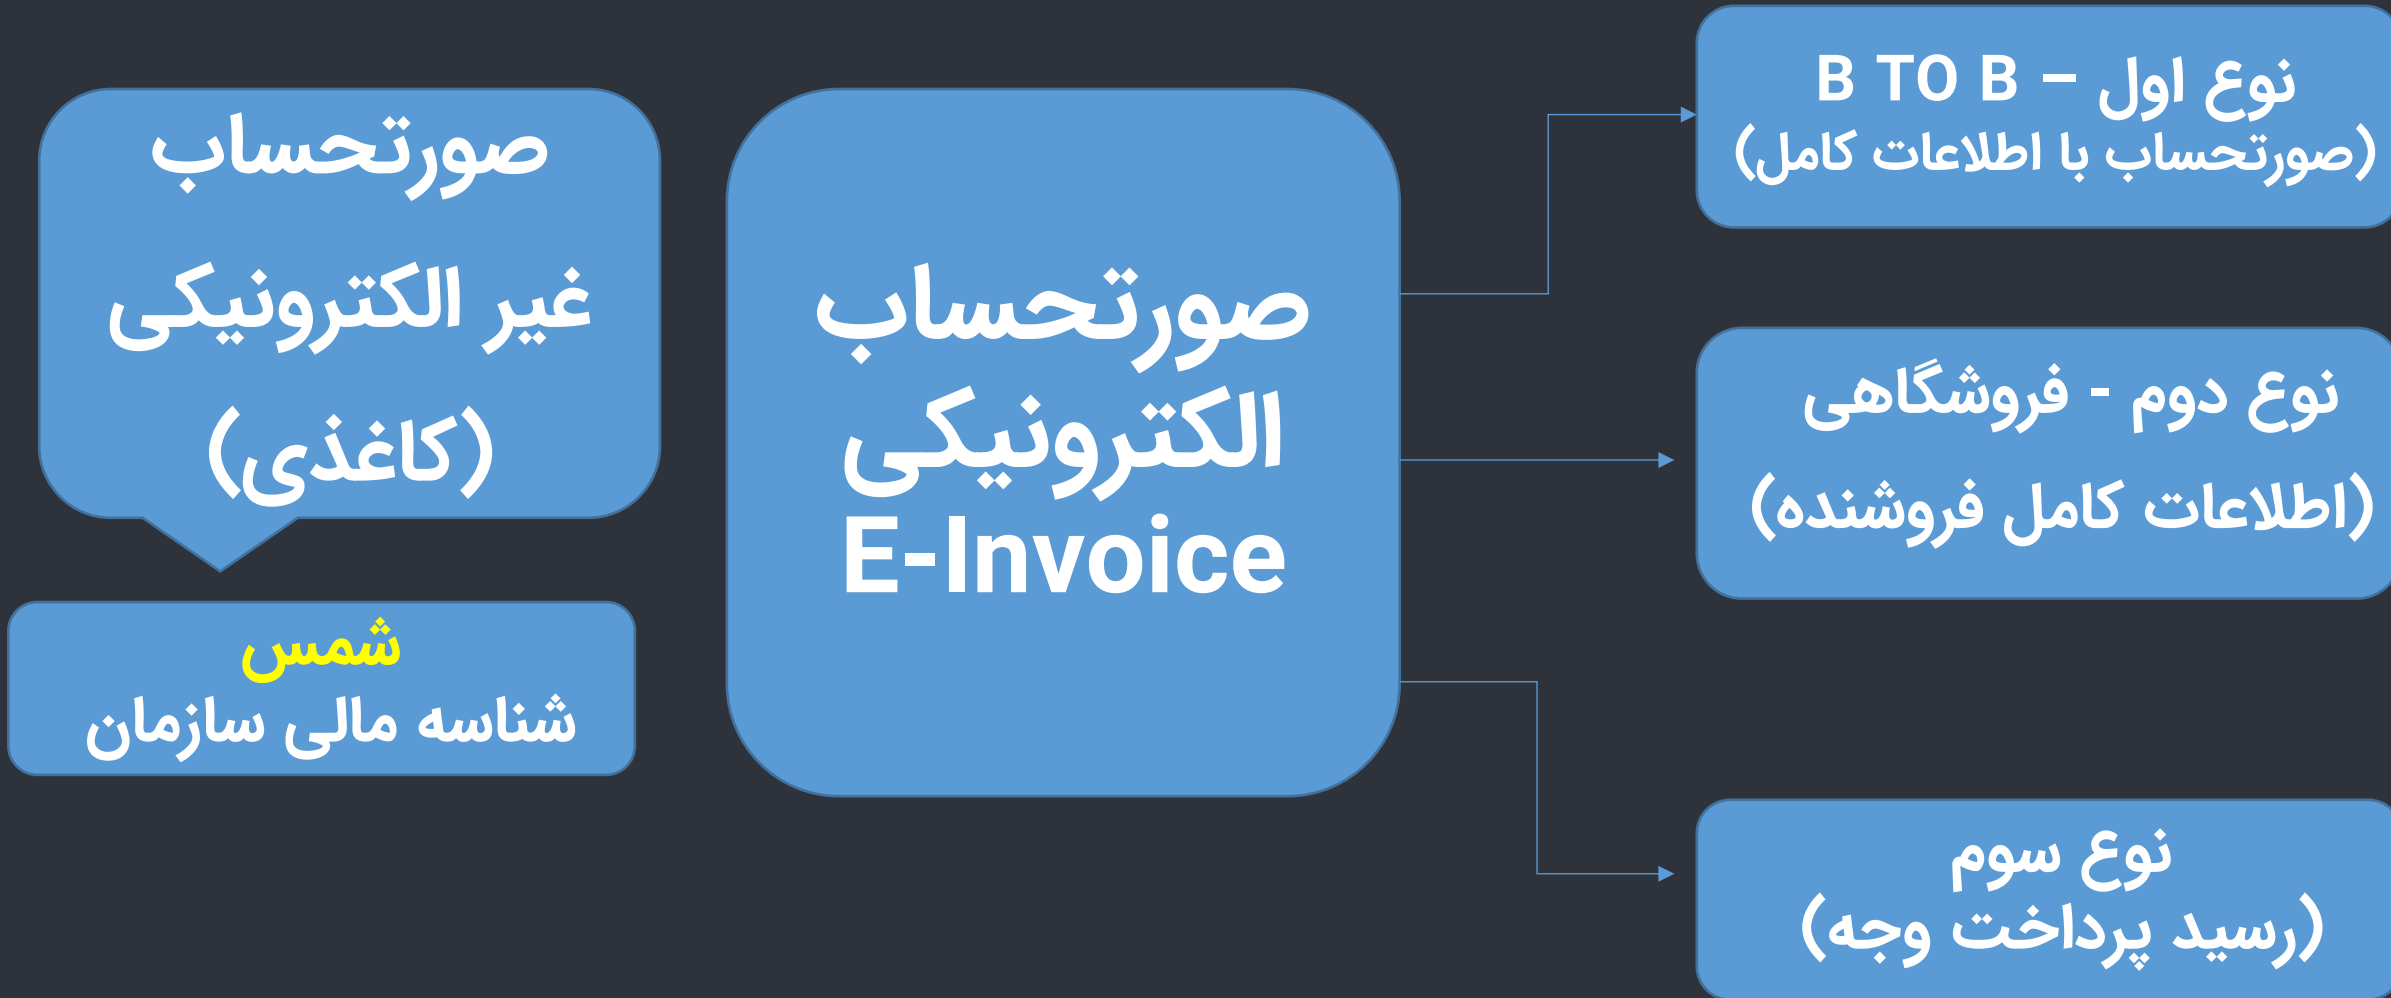 نوع اول – B TO B
(صورتحساب با اطلاعات کامل)
نوع دوم - فروشگاهی
(اطلاعات کامل فروشنده)
نوع سوم
(رسید پرداخت وجه)
صورتحساب
الکترونیکی
E-Invoice
صورتحساب
غیر الکترونیکی
(کاغذی)
شمس
شناسه مالی سازمان